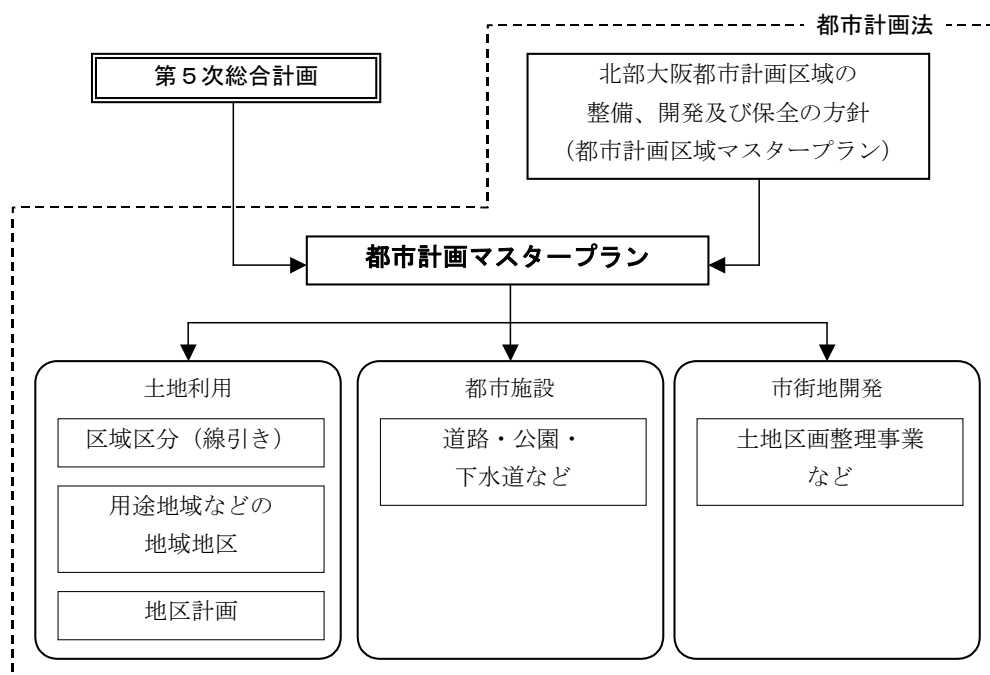 都市計画法
第５次総合計画
北部大阪都市計画区域の
整備、開発及び保全の方針
（都市計画区域マスタープラン）
都市計画マスタープラン
土地利用
区域区分（線引き）
用途地域などの
地域地区
地区計画
都市施設
道路・公園・
下水道など
市街地開発
土地区画整理事業
など